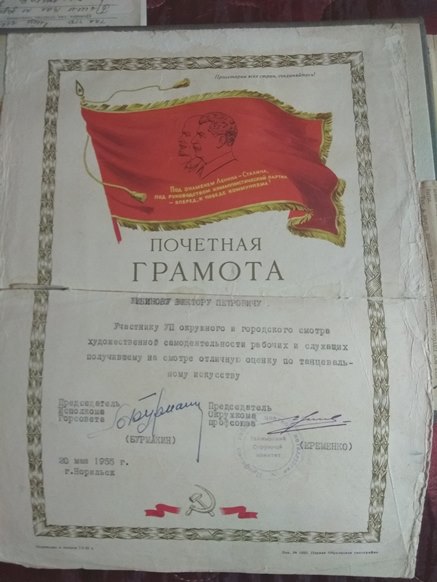 Пролетарии всех стран, соединяйтесь!
Под знаменем Ленина–Сталина,
под руководством коммунистической партии
– вперед, к победе коммунизма!
ПОЧЕТНАЯ
ГРАМОТА
ВИКТОРУ ПЕТРОВИЧУ.
Участнику УП окружного и городского смотра
художественной самодеятельности рабочих и служащих
получившему на смотре отличную оценку по танцеваль-
ному искусству
Председатель
Исполкома
Горсовета
(БУРМАКИН)
Председатель
Окружкома
профсоюза
(ЕРЕМЕНКО)
20 мая 1955 г.
г.Норильск